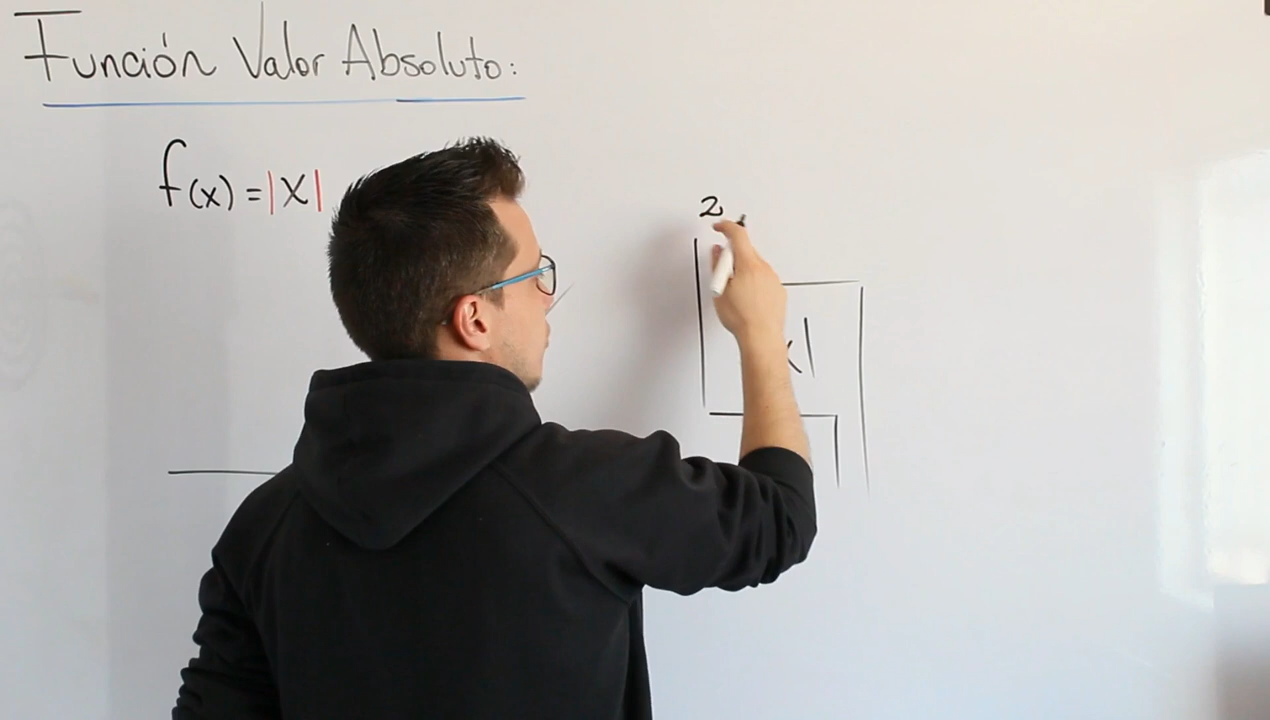 Función Valor Absoluto:
f(x) = |x|
2
x|